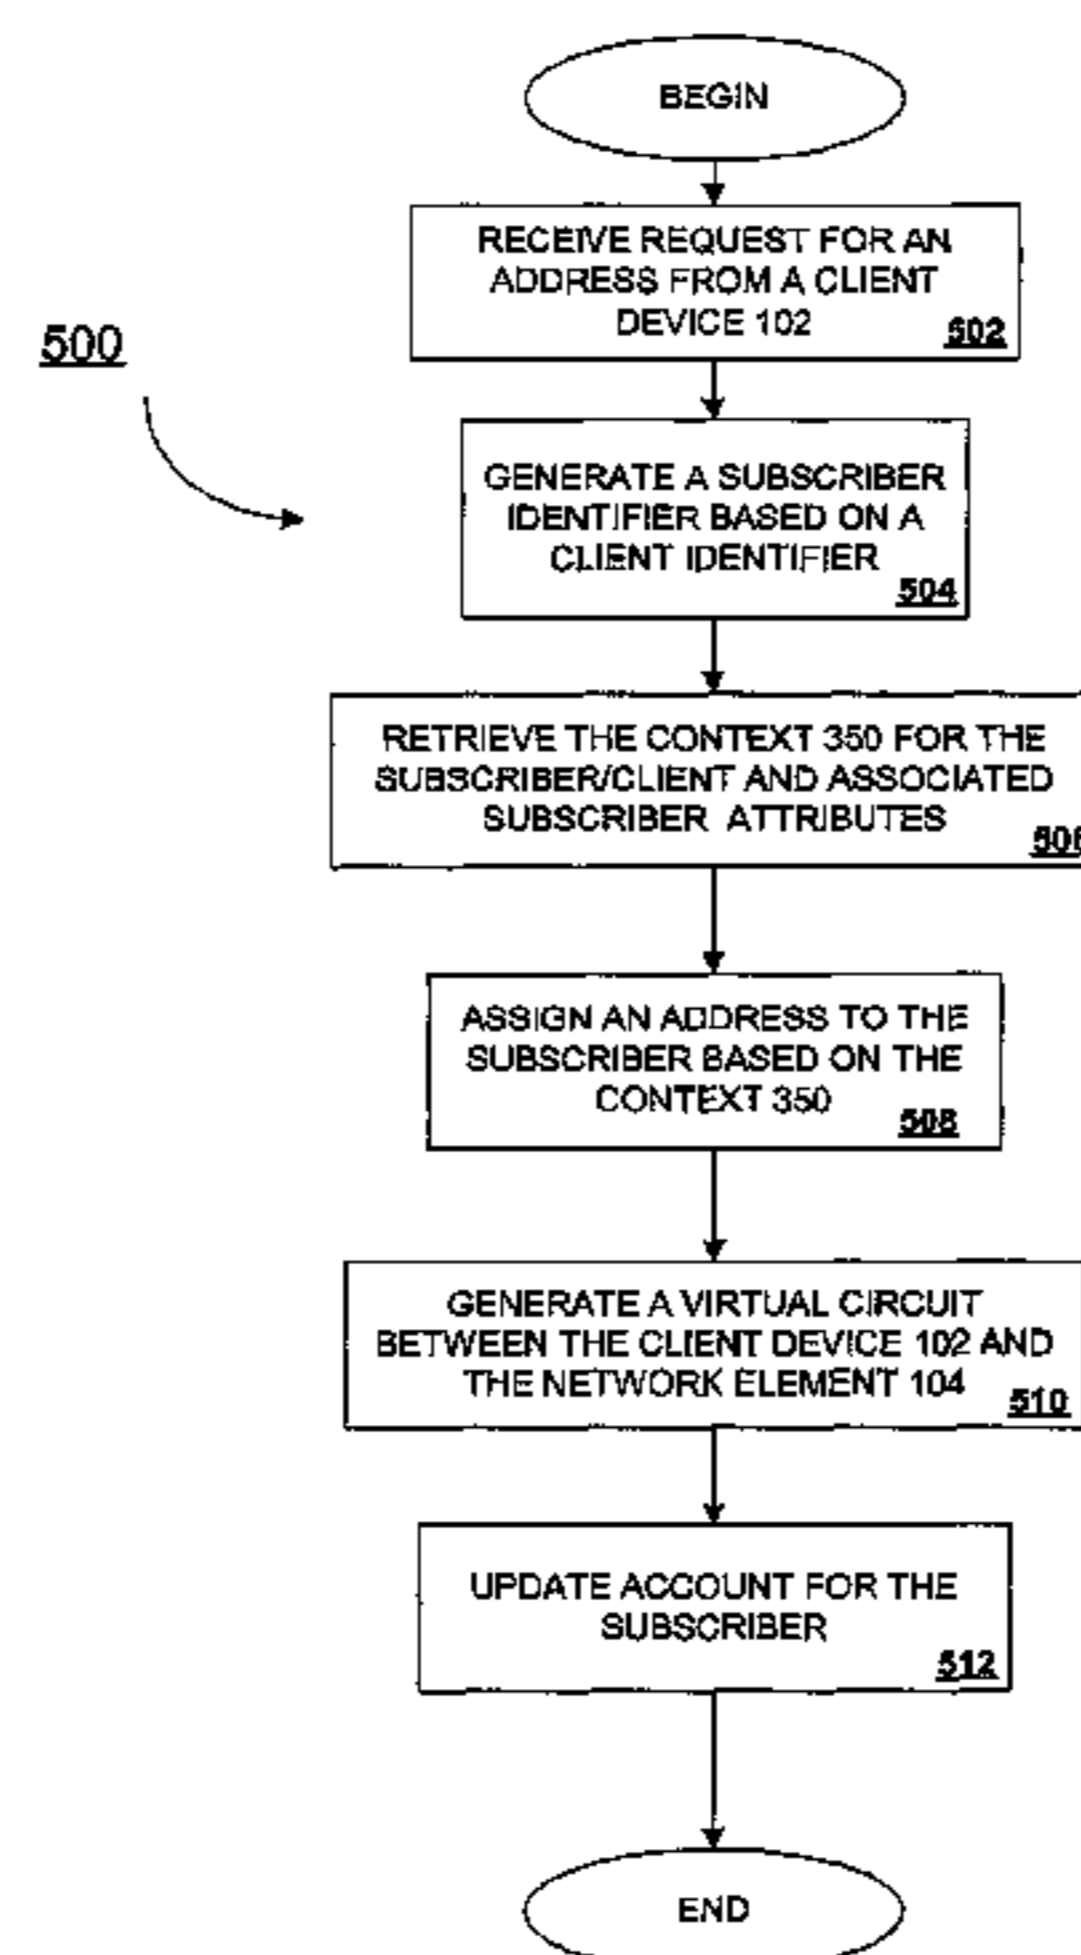 BEGIN
RECEIVE REQUEST FOR AN
ADDRESS FROM A CLIENT
DEVICE 102
502
500
GENERATE A SUBSCRIBER
IDENTIFIER BASED ON A
CLIENT IDENTIFIER
504
RETRIEVE THE CONTEXT 350 FOR THE
SUBSCRIBER/CLIENT AND ASSOCIATED
SUBSCRIBER ATTRIBUTES
506
ASSIGN AN ADDRESS TO THE
SUBSCRIBER BASED ON THE
CONTEXT 350
508
GENERATE A VIRTUAL CIRCUIT
BETWEEN THE CLIENT DEVICE 102 AND
THE NETWORK ELEMENT 104
510
UPDATE ACCOUNT FOR THE
SUBSCRIBER
512
END